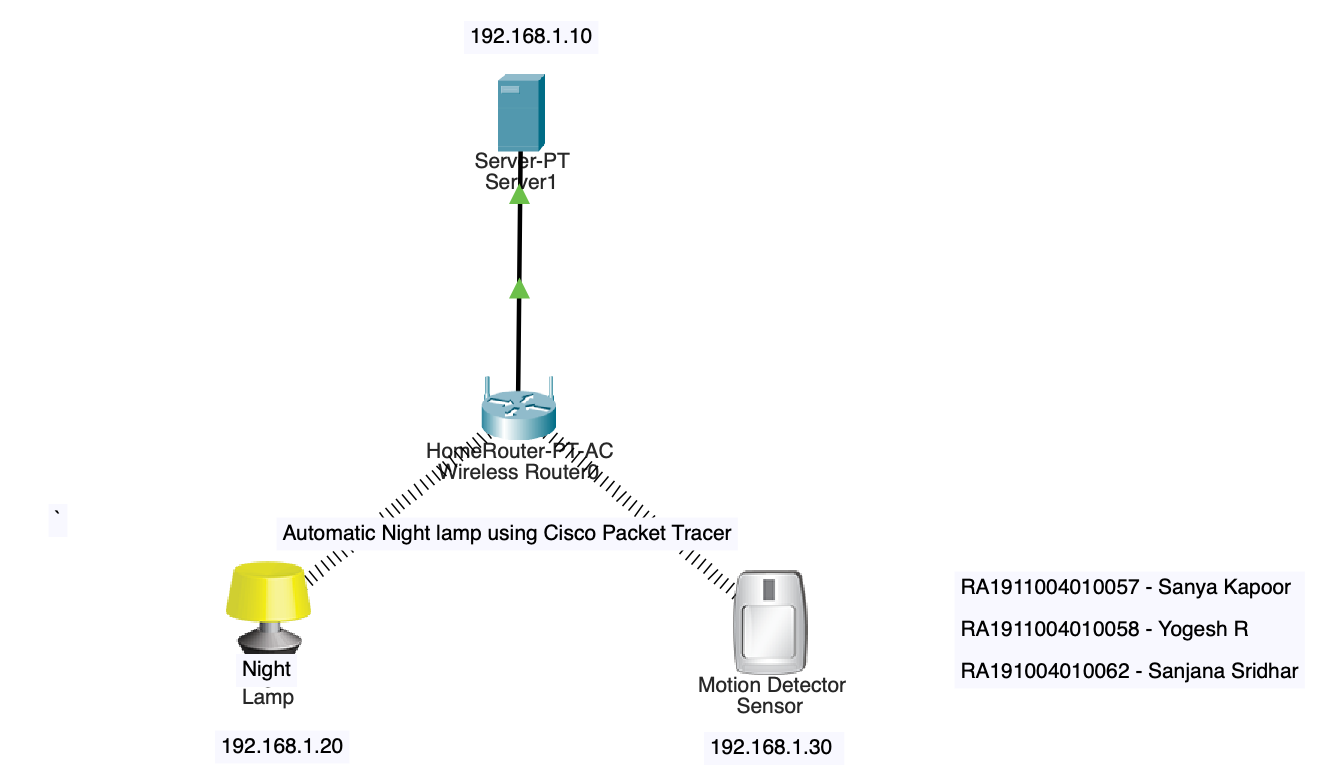 192.168.1.10
Server-PT
Server1
HomeRouter-PT-AC
Wireless Router0
`
Automatic Night lamp using Cisco Packet Tracer
Night
Lamp
192.168.1.20
Motion Detector
Sensor
192.168.1.30
RA1911004010057 - Sanya Kapoor
RA1911004010058 - Yogesh R
RA191004010062 - Sanjana Sridhar